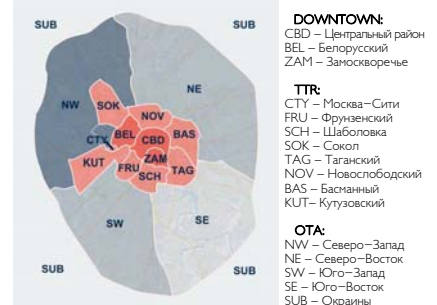 SUB
SUB
NW
NE
SOK
NOV
CTY
BEL
CBD
BAS
KUT
ZAM
FRU
TAG
SCH
SW
SE
SUB
SUB
DOWNTOWN:
CBD – Центральный район
BEL – Белорусский
ZAM – Замоскворечье
TTR:
CTY – Москва–Сити
FRU – Фрунзенский
SCH – Шаболовка
SOK – Сокол
TAG – Таганский
NOV – Новослободский
BAS – Басманный
KUT– Кутузовский
OTA:
NW – Северо–Запад
NE – Северо–Восток
SW – Юго–Запад
SE – Юго–Восток
SUB – Окраины